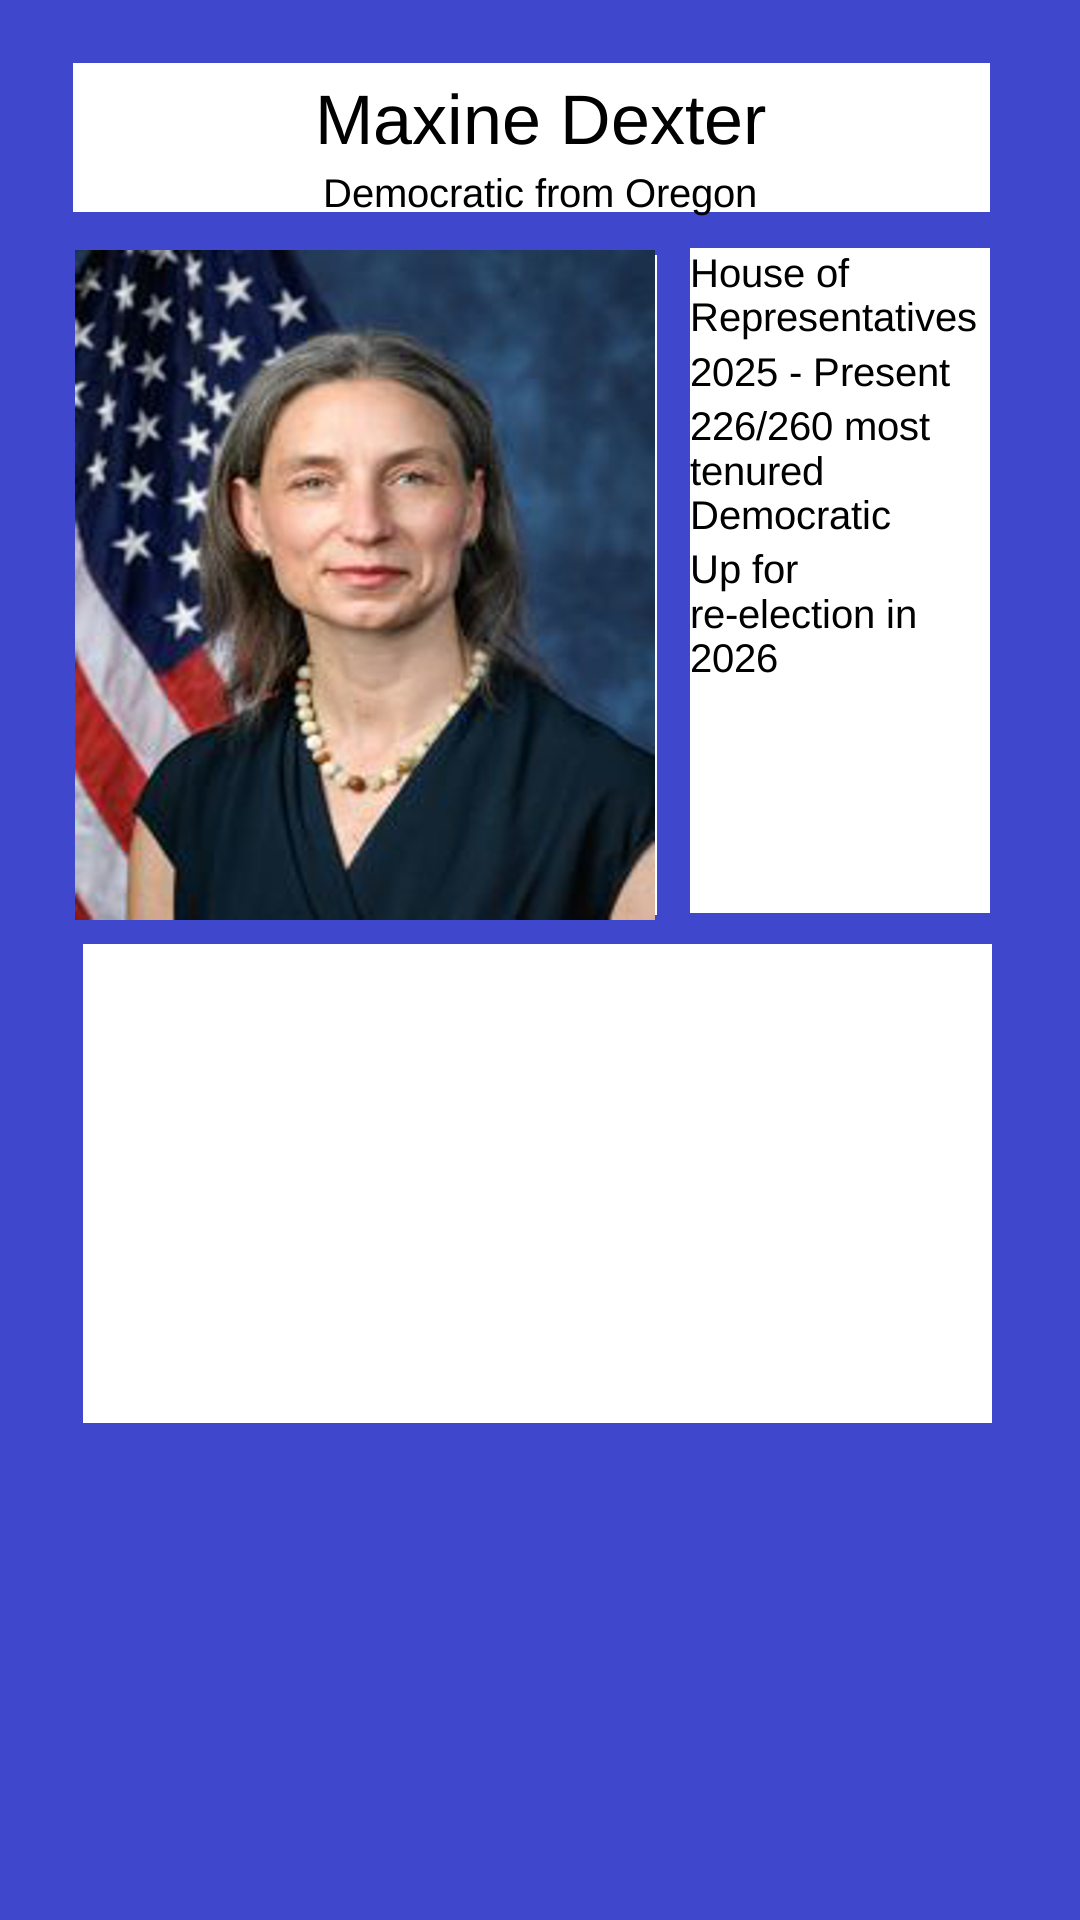 Maxine Dexter
Democratic from Oregon
House of
Representatives
2025 - Present
226/260 most
tenured
Democratic
Up for
re-election in
2026